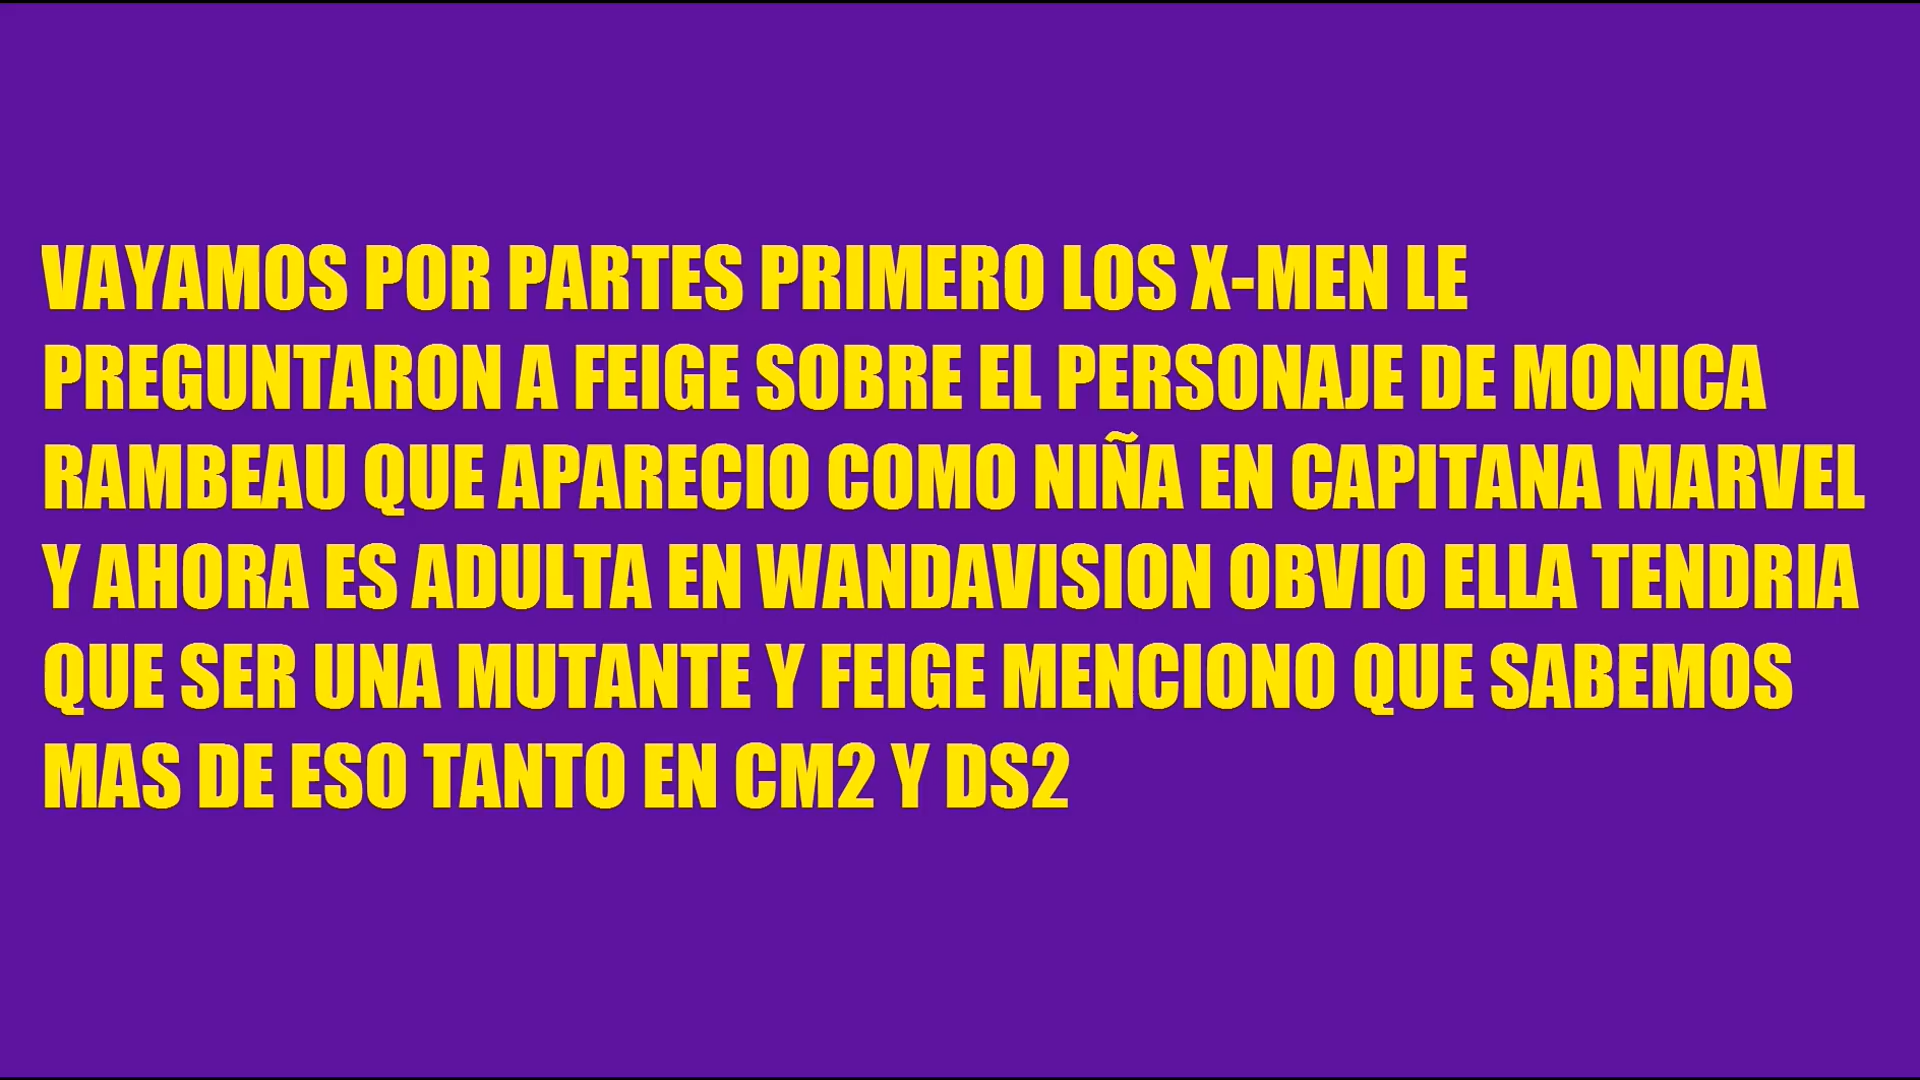 VAYAMOS POR PARTES PRIMERO LOS X-MEN LE
PREGUNTARON A FEIGE SOBRE EL PERSONAJE DE MONICA
RAMBEAU QUE APARECIO COMO NIÑA EN CAPITANA MARVEL
Y AHORA ES ADULTA EN WANDAVISION OBVIO ELLA TENDRIA
QUE SER UNA MUTANTE Y FEIGE MENCIONO QUE SABEMOS
MAS DE ESO TANTO EN CM2 Y DS2